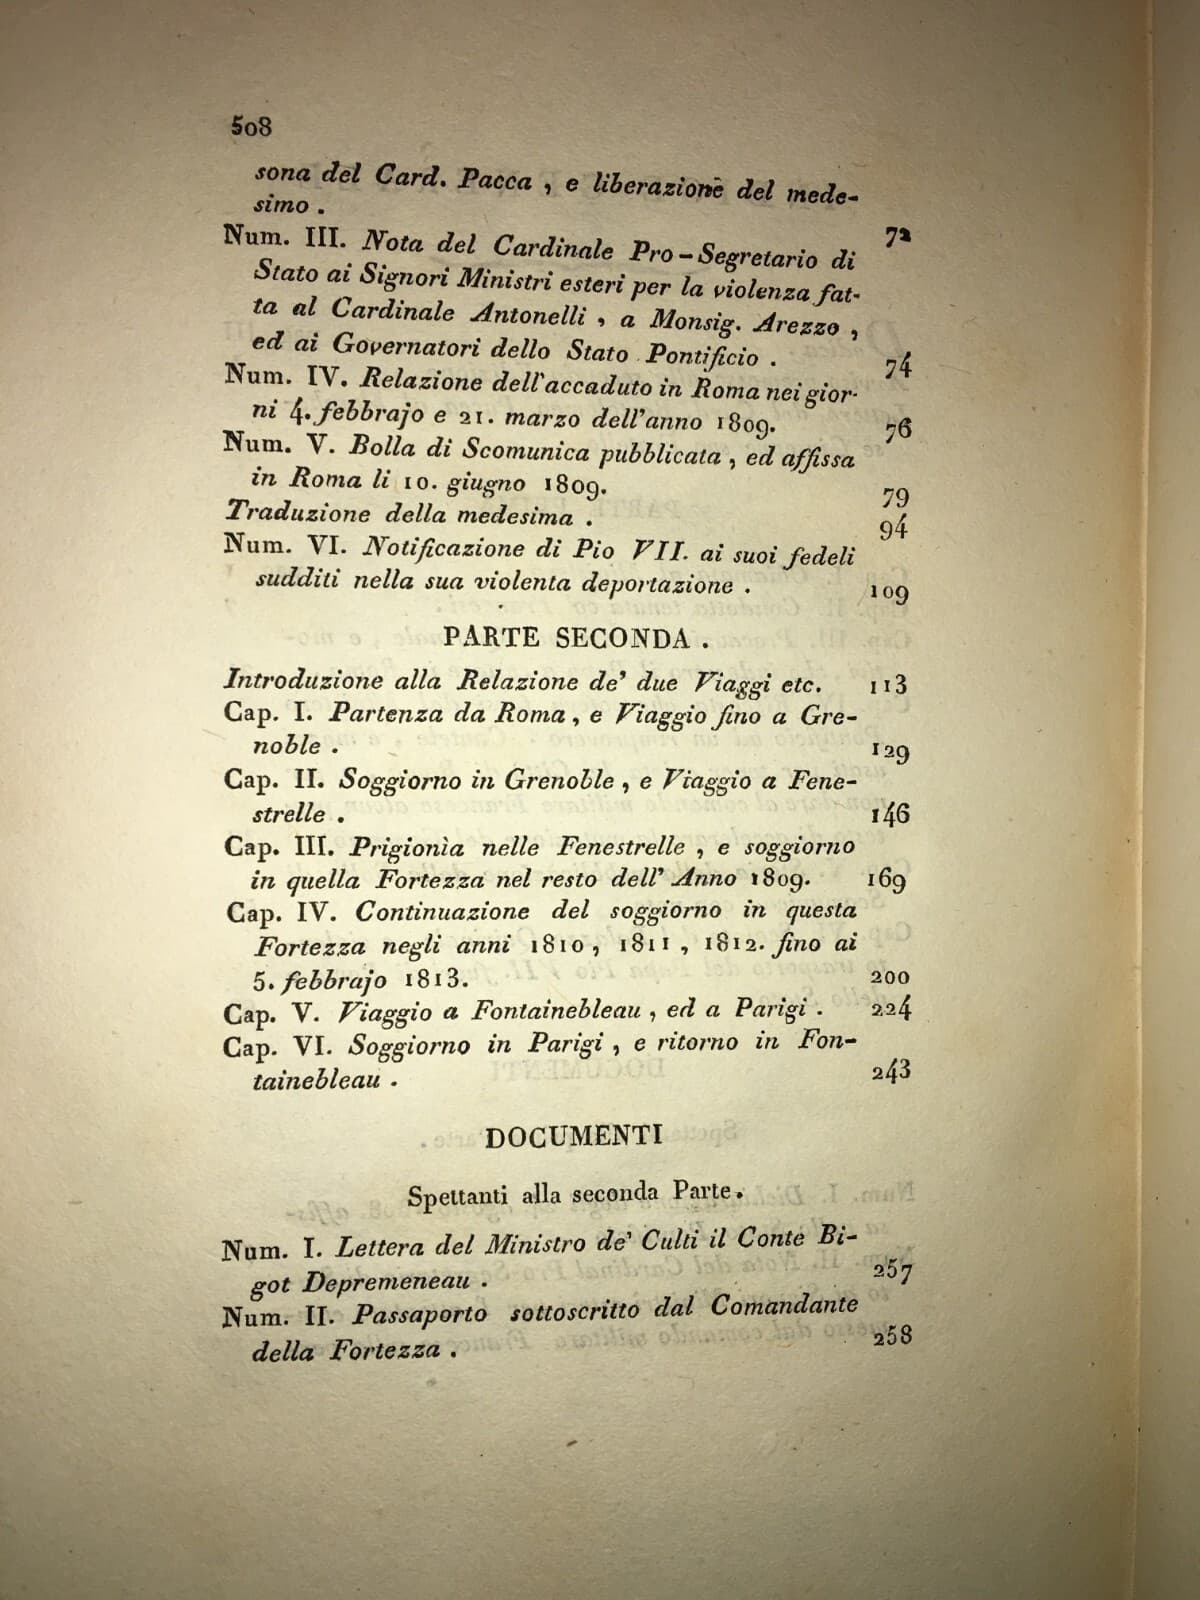 508
sona del Card. Pacca , e liberazione del mede-
simo . 72
Num. III. Nota del Cardinale Pro-Segretario di
Stato ai Signori Ministri esteri per la violenza fat-
ta al Cardinale Antonelli , a Monsig. Arezzo ,
ed ai Governatori dello Stato Pontificio . 74
Num. IV. Relazione dell'accaduto in Roma nei gior-
ni 4. febbrajo e 21. marzo dell'anno 1809. 76
Num. V. Bolla di Scomunica pubblicata , ed affissa
in Roma li 10. giugno 1809. 79
Traduzione della medesima . 94
Num. VI. Notificazione di Pio VII. ai suoi fedeli
sudditi nella sua violenta deportazione . 109
PARTE SECONDA .
Introduzione alla Relazione de' due Viaggi etc. 113
Cap. I. Partenza da Roma , e Viaggio fino a Gre-
noble . 129
Cap. II. Soggiorno in Grenoble , e Viaggio a Fene-
strelle . 146
Cap. III. Prigionìa nelle Fenestrelle , e soggiorno
in quella Fortezza nel resto dell' Anno 1809. 169
Cap. IV. Continuazione del soggiorno in questa
Fortezza negli anni 1810 , 1811 , 1812. fino ai
5. febbrajo 1813. 200
Cap. V. Viaggio a Fontainebleau , ed a Parigi . 224
Cap. VI. Soggiorno in Parigi , e ritorno in Fon-
tainebleau . 243
DOCUMENTI
Spettanti alla seconda Parte.
Num. I. Lettera del Ministro de' Culti il Conte Bi-
got Depremeneau . 257
Num. II. Passaporto sottoscritto dal Comandante
della Fortezza . 258